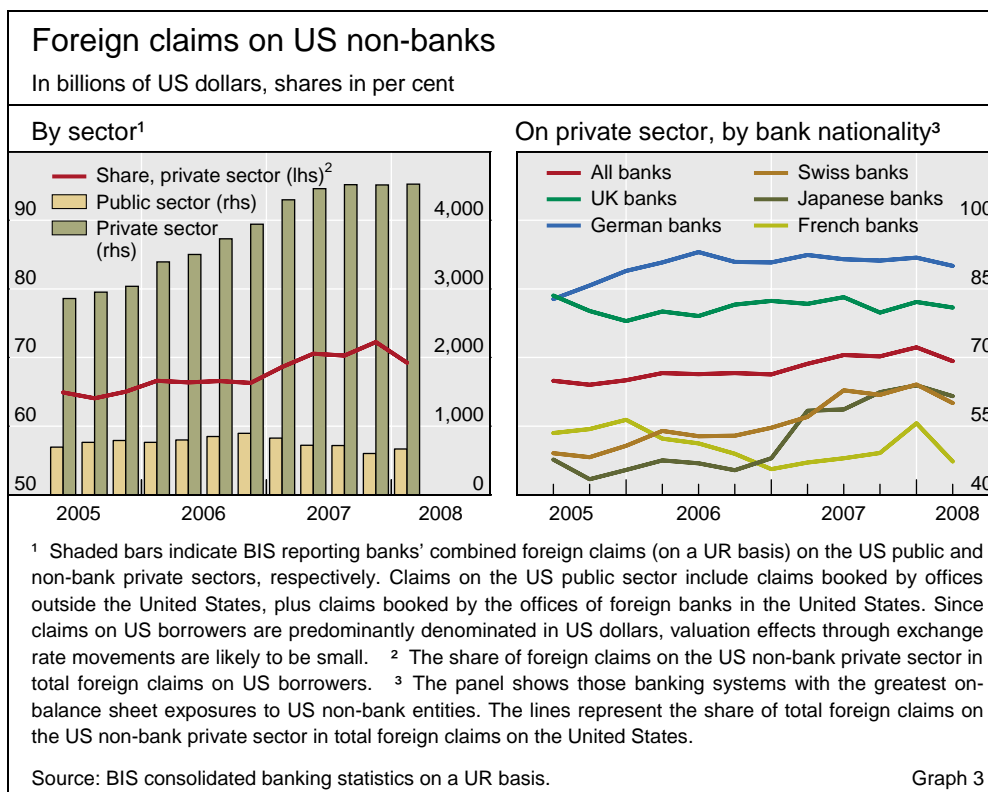 Foreign claims on US non-banks
In billions of US dollars, shares in per cent
By sector¹
Share, private sector (lhs)²
Public sector (rhs)
Private sector
(rhs)
90
80
70
60
50
4,000
3,000
2,000
1,000
0
2005
2006
2007
2008
On private sector, by bank nationality³
All banks
UK banks
German banks
Swiss banks
Japanese banks
French banks
100
85
70
55
40
2005
2006
2007
2008
¹ Shaded bars indicate BIS reporting banks' combined foreign claims (on a UR basis) on the US public and
non-bank private sectors, respectively. Claims on the US public sector include claims booked by offices
outside the United States, plus claims booked by the offices of foreign banks in the United States. Since
claims on US borrowers are predominantly denominated in US dollars, valuation effects through exchange
rate movements are likely to be small. ² The share of foreign claims on the US non-bank private sector in
total foreign claims on US borrowers. ³ The panel shows those banking systems with the greatest on-
balance sheet exposures to US non-bank entities. The lines represent the share of total foreign claims on
the US non-bank private sector in total foreign claims on the United States.
Source: BIS consolidated banking statistics on a UR basis.
Graph 3